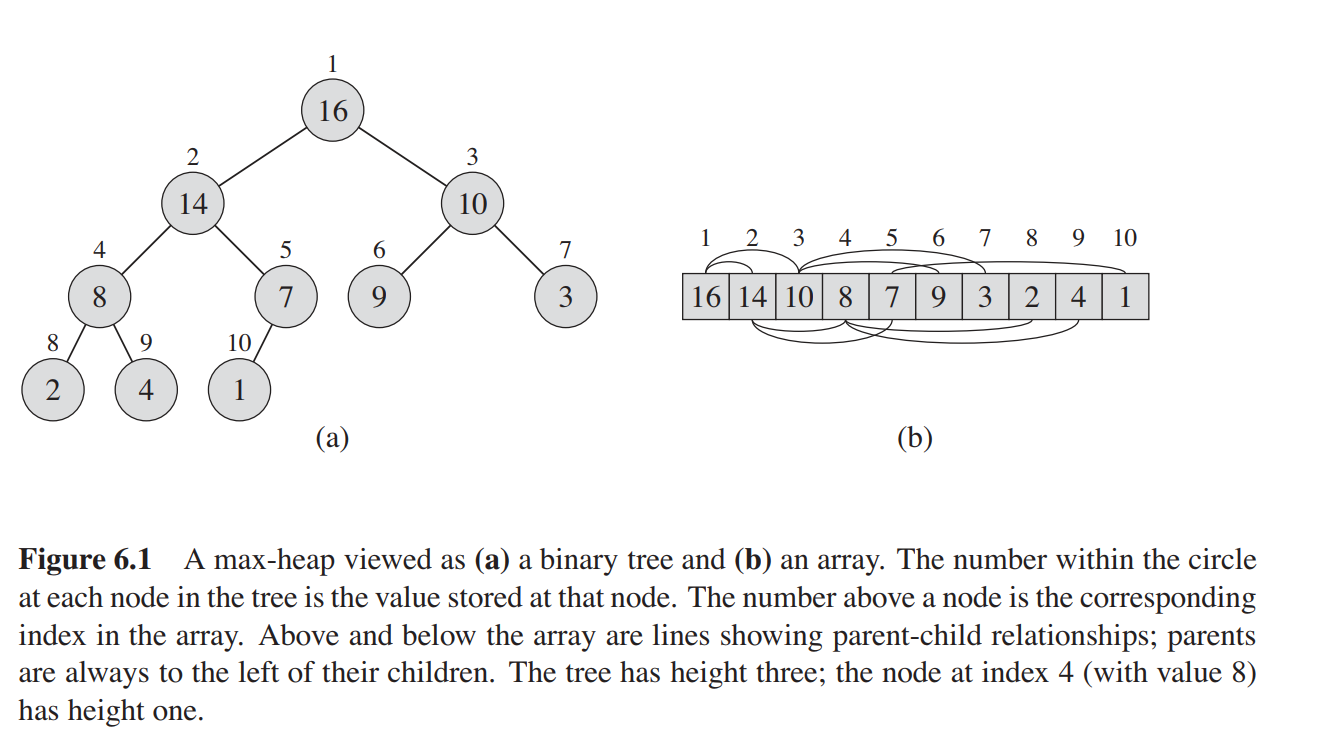 1
16
2 3
14 10
4 5 6 7
8 7 9 3
8 9 10
2 4 1
(a)
1 2 3 4 5 6 7 8 9 10
16 14 10 8 7 9 3 2 4 1
(b)
Figure 6.1 A max-heap viewed as (a) a binary tree and (b) an array. The number within the circle
at each node in the tree is the value stored at that node. The number above a node is the corresponding
index in the array. Above and below the array are lines showing parent-child relationships; parents
are always to the left of their children. The tree has height three; the node at index 4 (with value 8)
has height one.